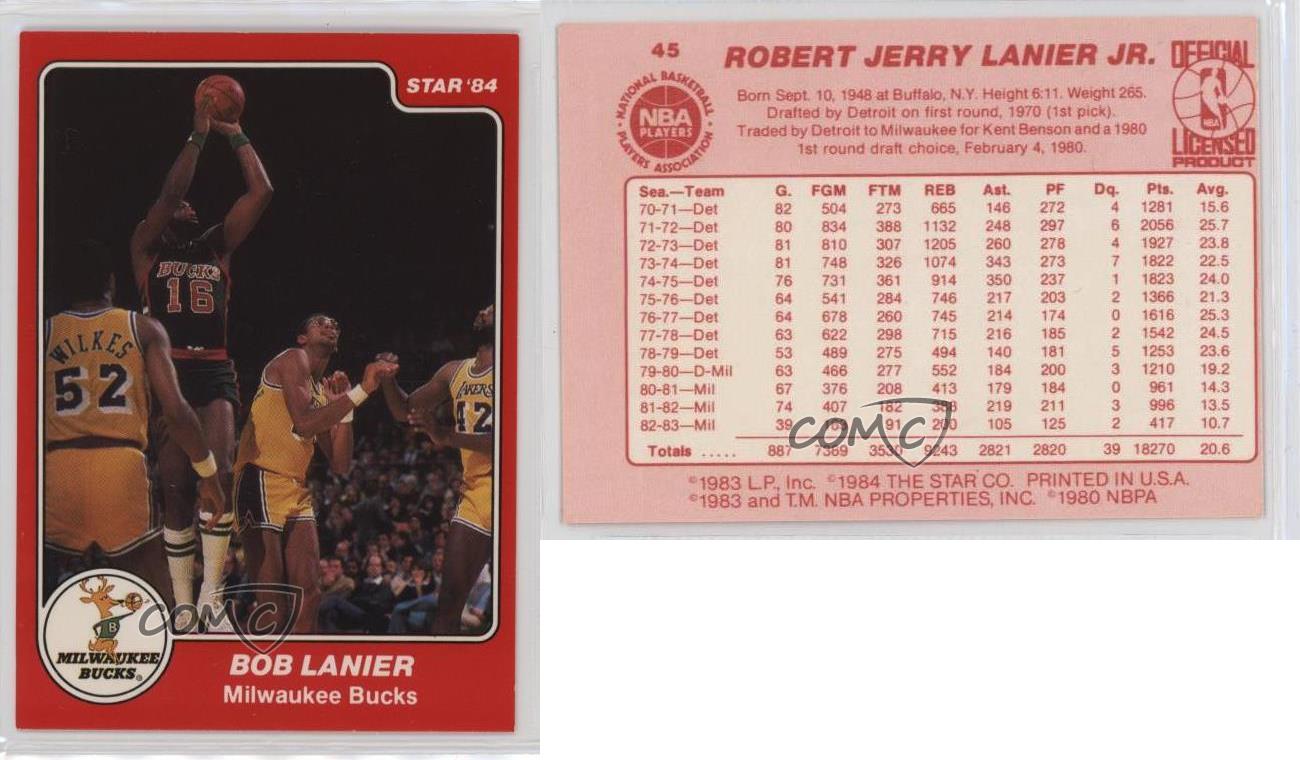 STAR '84
BUCKS
16
WILKES
52
LAKERS
42
B
MILWAUKEE
BUCKS®
BOB LANIER
Milwaukee Bucks
COMC
45
ROBERT JERRY LANIER JR.
NATIONAL BASKETBALL
NBA
PLAYERS
PLAYERS ASSOCIATION
OFFICIAL
NBA
LICENSED
PRODUCT
Born Sept. 10, 1948 at Buffalo, N.Y. Height 6:11. Weight 265.
Drafted by Detroit on first round, 1970 (1st pick).
Traded by Detroit to Milwaukee for Kent Benson and a 1980
1st round draft choice, February 4, 1980.
Sea.—Team G. FGM FTM REB Ast. PF Dq. Pts. Avg.
70-71—Det 82 504 273 665 146 272 4 1281 15.6
71-72—Det 80 834 388 1132 248 297 6 2056 25.7
72-73—Det 81 810 307 1205 260 278 4 1927 23.8
73-74—Det 81 748 326 1074 343 273 7 1822 22.5
74-75—Det 76 731 361 914 350 237 1 1823 24.0
75-76—Det 64 541 284 746 217 203 2 1366 21.3
76-77—Det 64 678 260 745 214 174 0 1616 25.3
77-78—Det 63 622 298 715 216 185 2 1542 24.5
78-79—Det 53 489 275 494 140 181 5 1253 23.6
79-80—D-Mil 63 466 277 552 184 200 3 1210 19.2
80-81—Mil 67 376 208 413 179 184 0 961 14.3
81-82—Mil 74 407 182 388 219 211 3 996 13.5
82-83—Mil 39 91 200 105 125 2 417 10.7
Totals ..... 887 7369 3530 9243 2821 2820 39 18270 20.6
COMC
©1983 L.P., Inc. ©1984 THE STAR CO. PRINTED IN U.S.A.
©1983 and T.M. NBA PROPERTIES, INC. ©1980 NBPA